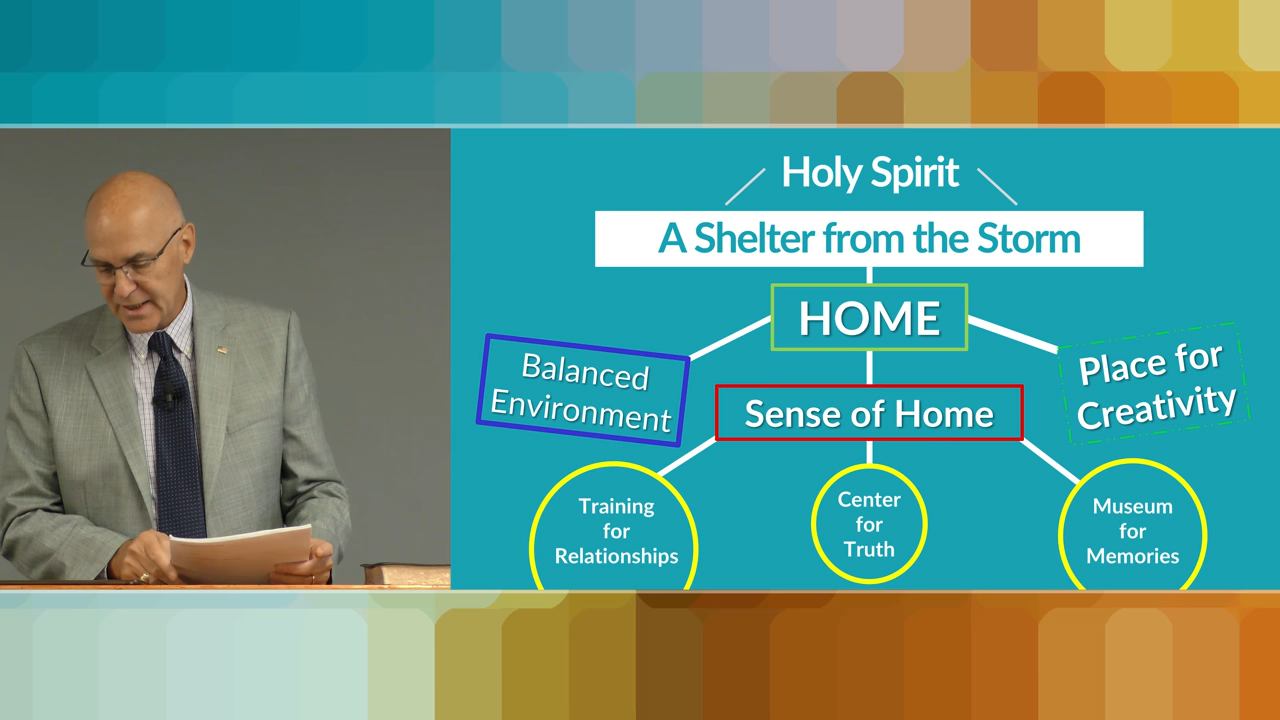 Holy Spirit
A Shelter from the Storm
HOME
Balanced
Environment
Place for
Creativity
Sense of Home
Training
for
Relationships
Center
for
Truth
Museum
for
Memories